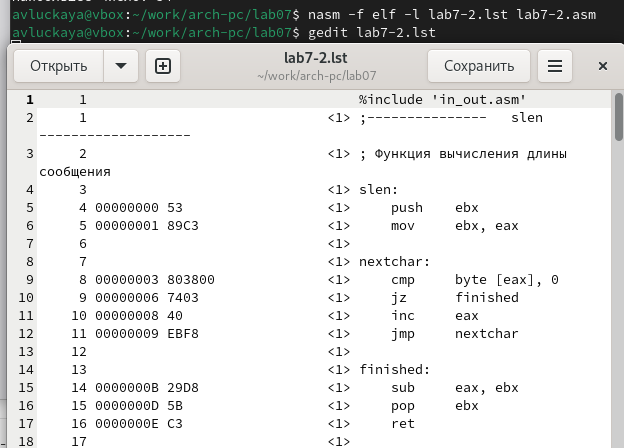 avluckaya@vbox:~/work/arch-pc/lab07$ nasm -f elf -l lab7-2.lst lab7-2.asm
avluckaya@vbox:~/work/arch-pc/lab07$ gedit lab7-2.lst
Открыть lab7-2.lst Сохранить
~/work/arch-pc/lab07
1 1 %include 'in_out.asm'
2 1 <1> ;--------------- slen
-------------------
3 2 <1> ; Функция вычисления длины
сообщения
4 3 <1> slen:
5 4 00000000 53 <1> push ebx
6 5 00000001 89C3 <1> mov ebx, eax
7 6 <1>
8 7 <1> nextchar:
9 8 00000003 803800 <1> cmp byte [eax], 0
10 9 00000006 7403 <1> jz finished
11 10 00000008 40 <1> inc eax
12 11 00000009 EBF8 <1> jmp nextchar
13 12 <1>
14 13 <1> finished:
15 14 0000000B 29D8 <1> sub eax, ebx
16 15 0000000D 5B <1> pop ebx
17 16 0000000E C3 <1> ret
18 17 <1>